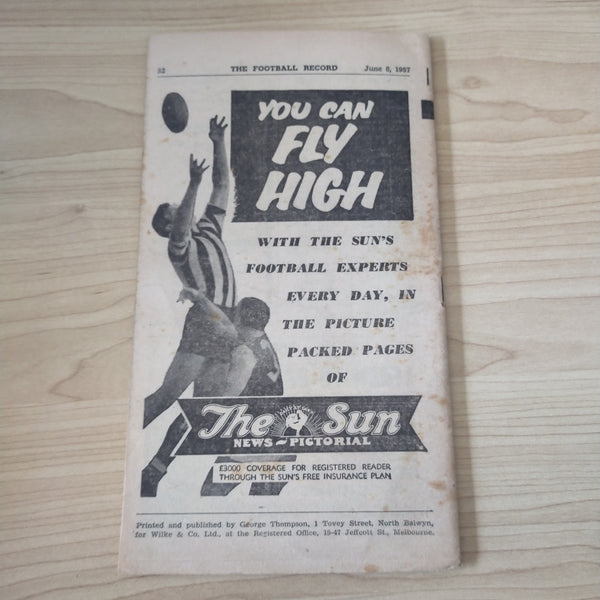 32 THE FOOTBALL RECORD June 8, 1957
YOU CAN
FLY
HIGH
WITH THE SUN'S
FOOTBALL EXPERTS
EVERY DAY, IN
THE PICTURE
PACKED PAGES
OF
The Sun
NEWS-PICTORIAL
£3000 COVERAGE FOR REGISTERED READER
THROUGH THE SUN'S FREE INSURANCE PLAN
Printed and published by George Thompson, 1 Tovey Street, North Balwyn,
for Wilke & Co. Ltd., at the Registered Office, 19-47 Jeffcott St., Melbourne.